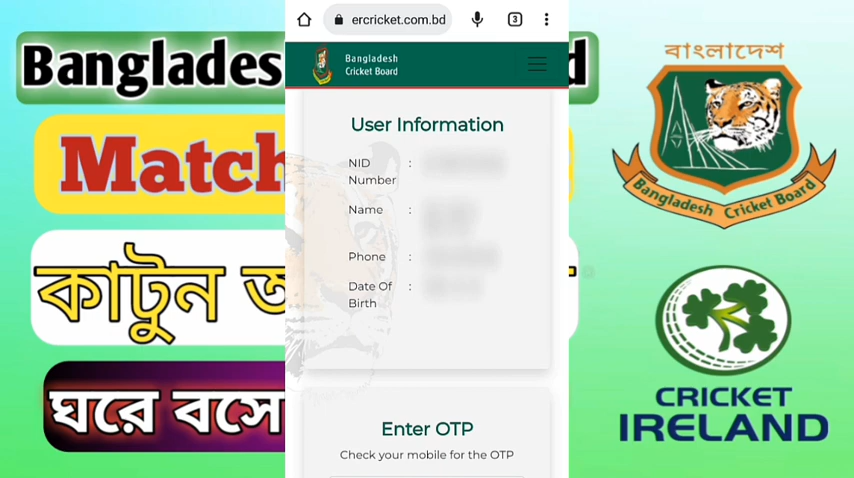 ercricket.com.bd
3
Bangladesh
Cricket Board
Banglades
d
Match
কাটুন
ঘরে বসে
User Information
NID
Number
:
Name
:
Phone
:
Date Of
Birth
:
Enter OTP
Check your mobile for the OTP
বাংলাদেশ
Bangladesh Cricket Board
CRICKET
IRELAND